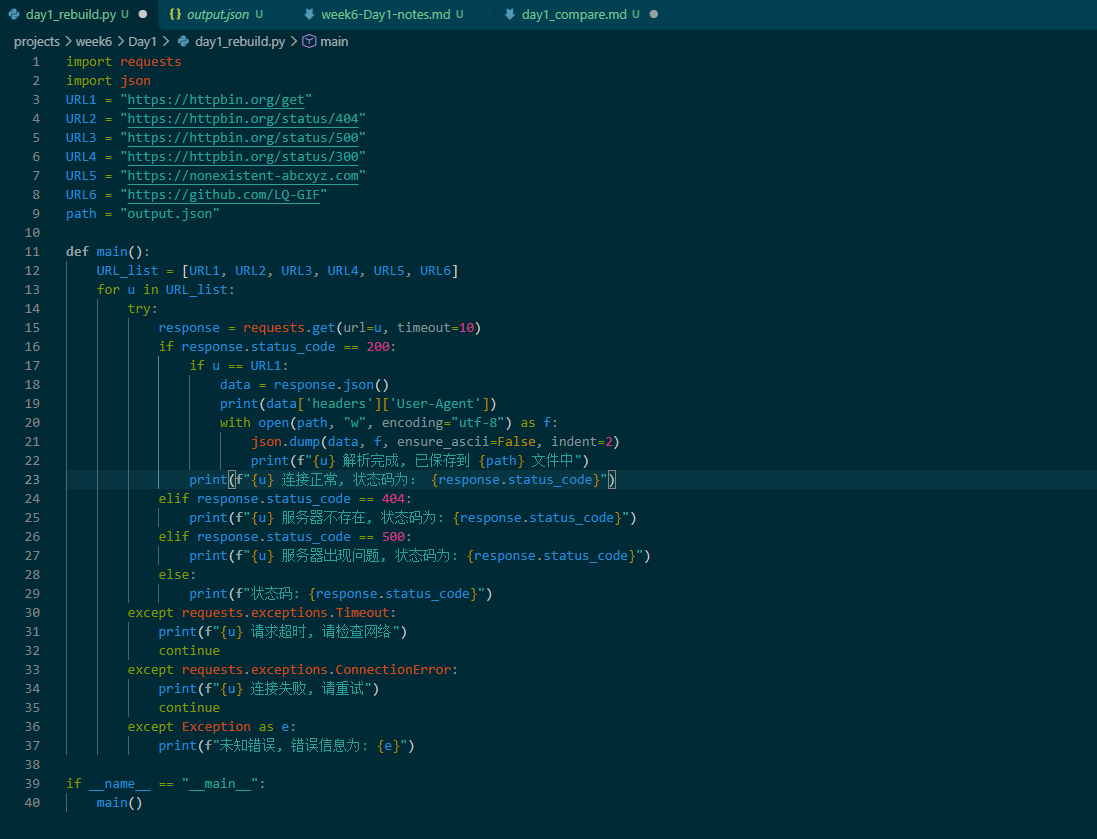 day1_rebuild.py U ●
{} output.json U
week6-Day1-notes.md U
day1_compare.md U ●
projects > week6 > Day1 > day1_rebuild.py > main
1 import requests
2 import json
3 URL1 = "https://httpbin.org/get"
4 URL2 = "https://httpbin.org/status/404"
5 URL3 = "https://httpbin.org/status/500"
6 URL4 = "https://httpbin.org/status/300"
7 URL5 = "https://nonexistent-abcxyz.com"
8 URL6 = "https://github.com/LQ-GIF"
9 path = "output.json"
10
11 def main():
12     URL_list = [URL1, URL2, URL3, URL4, URL5, URL6]
13     for u in URL_list:
14         try:
15             response = requests.get(url=u, timeout=10)
16             if response.status_code == 200:
17                 if u == URL1:
18                     data = response.json()
19                     print(data['headers']['User-Agent'])
20                     with open(path, "w", encoding="utf-8") as f:
21                         json.dump(data, f, ensure_ascii=False, indent=2)
22                         print(f"{u} 解析完成, 已保存到 {path} 文件中")
23                 print(f"{u} 连接正常, 状态码为: {response.status_code}")
24             elif response.status_code == 404:
25                 print(f"{u} 服务器不存在, 状态码为: {response.status_code}")
26             elif response.status_code == 500:
27                 print(f"{u} 服务器出现问题, 状态码为: {response.status_code}")
28             else:
29                 print(f"状态码: {response.status_code}")
30         except requests.exceptions.Timeout:
31             print(f"{u} 请求超时, 请检查网络")
32             continue
33         except requests.exceptions.ConnectionError:
34             print(f"{u} 连接失败, 请重试")
35             continue
36         except Exception as e:
37             print(f"未知错误, 错误信息为: {e}")
38
39 if __name__ == "__main__":
40     main()